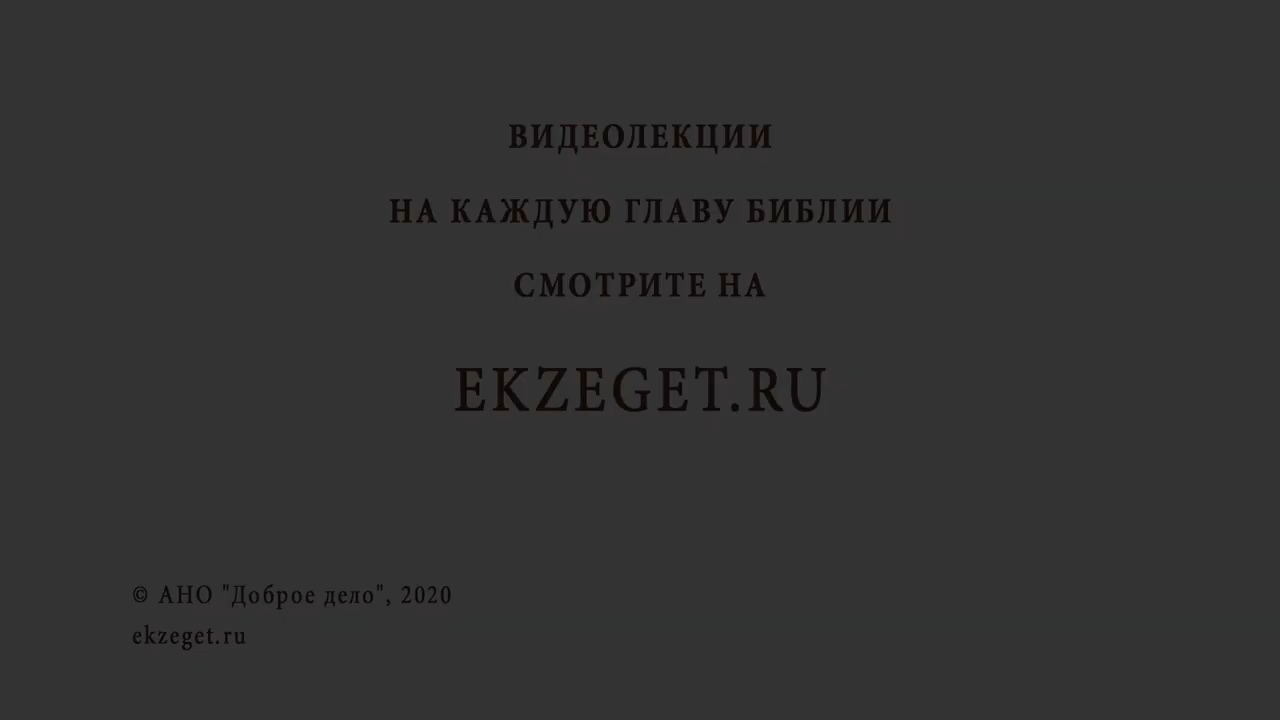 ВИДЕОЛЕКЦИИ
НА КАЖДУЮ ГЛАВУ БИБЛИИ
СМОТРИТЕ НА
EKZEGET.RU
© АНО "Доброе дело", 2020
ekzeget.ru